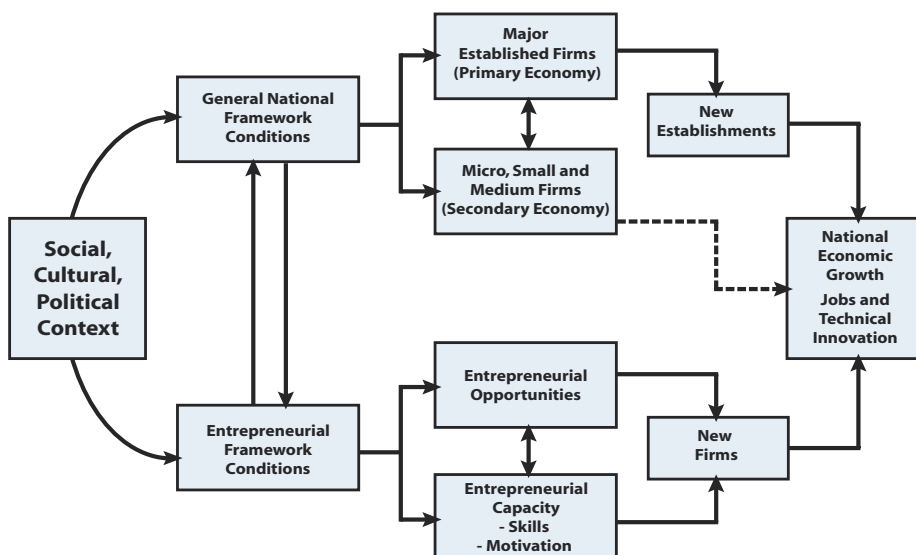 Social,
Cultural,
Political
Context
General National
Framework
Conditions
Entrepreneurial
Framework
Conditions
Major
Established Firms
(Primary Economy)
Micro, Small and
Medium Firms
(Secondary Economy)
Entrepreneurial
Opportunities
Entrepreneurial
Capacity
- Skills
- Motivation
New
Establishments
New
Firms
National
Economic
Growth
Jobs and
Technical
Innovation